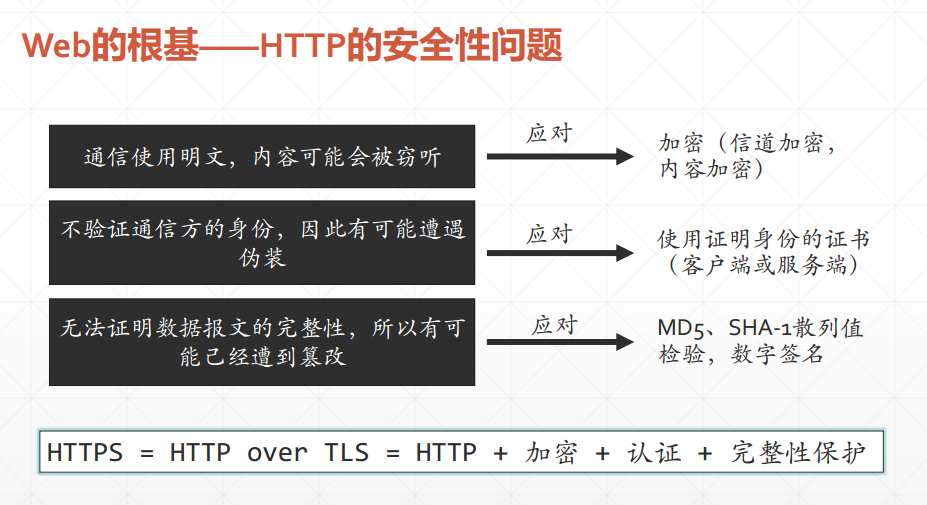 Web的根基——HTTP的安全性问题
通信使用明文，内容可能会被窃听
应对
加密（信道加密，
内容加密）
不验证通信方的身份，因此有可能遭遇
伪装
应对
使用证明身份的证书
（客户端或服务端）
无法证明数据报文的完整性，所以有可
能已经遭到篡改
应对
MD5、SHA-1散列值
检验，数字签名
HTTPS = HTTP over TLS = HTTP + 加密 + 认证 + 完整性保护